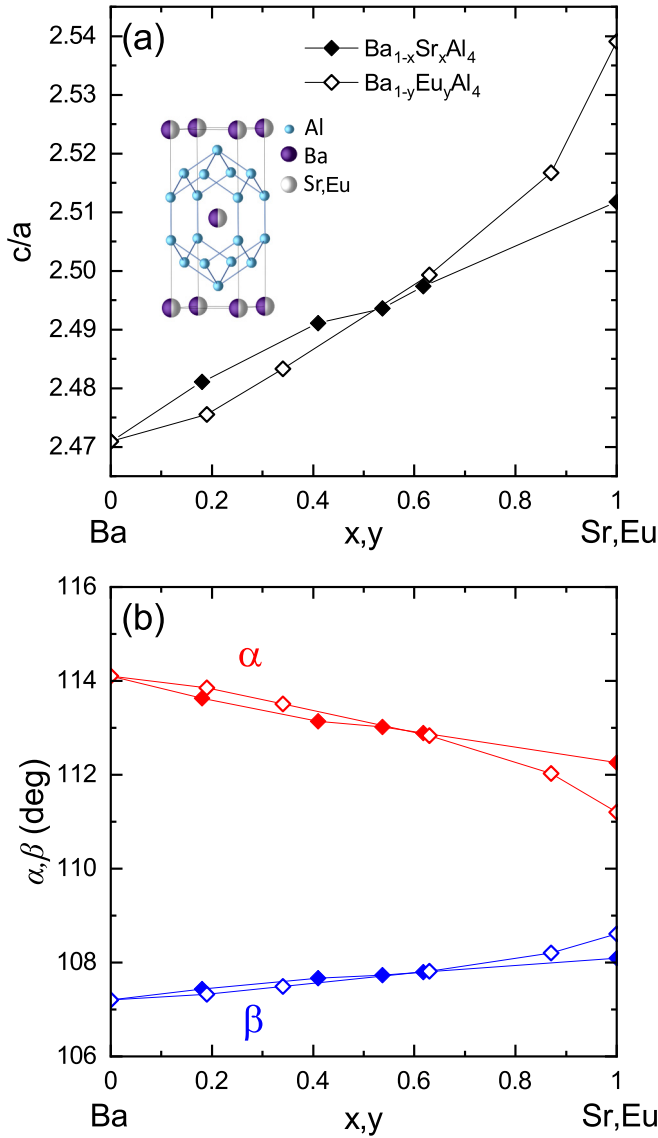 (a)
Ba₁₋ₓSrₓAl₄
Ba₁₋yEuyAl₄
Al
Ba
Sr,Eu
c/a
2.54
2.53
2.52
2.51
2.50
2.49
2.48
2.47
0 0.2 0.4 0.6 0.8 1
Ba x,y Sr,Eu
(b)
α
β
α,β (deg)
116
114
112
110
108
106
0 0.2 0.4 0.6 0.8 1
Ba x,y Sr,Eu